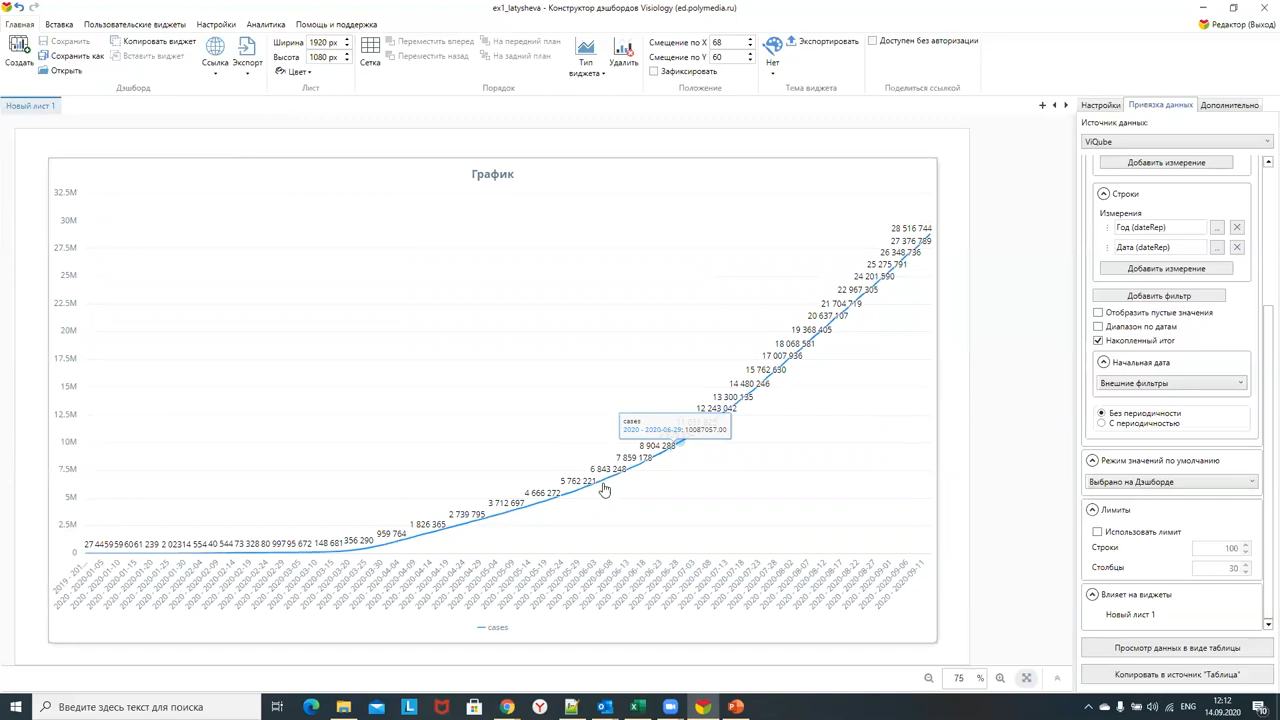 ex1_latysheva - Конструктор дэшбордов Visiology (ed.polymedia.ru)
Главная Вставка Пользовательские виджеты Настройки Аналитика Помощь и поддержка Редактор (Выход)
Создать
Сохранить
Сохранить как
Открыть
Копировать виджет
Вставить виджет
Ссылка
Экспорт
Дэшборд
Ширина 1920 px
Высота 1080 px
Цвет
Лист
Сетка
Переместить вперед
Переместить назад
На передний план
На задний план
Порядок
Тип виджета
Удалить
Смещение по X 68
Смещение по Y 60
Зафиксировать
Положение
Нет
Экспортировать
Тема виджета
Доступен без авторизации
Поделиться ссылкой
Новый лист 1
График
32.5M
30M
27.5M
25M
22.5M
20M
17.5M
15M
12.5M
10M
7.5M
5M
2.5M
0
28 516 744
27 376 789
26 348 736
25 275 791
24 201 590
22 967 305
21 704 719
20 637 107
19 368 405
18 068 581
17 007 936
15 762 630
14 480 246
13 300 135
12 243 042
cases
2020 - 2020-06-29: 10087057.00
8 904 288
7 859 178
6 843 248
5 762 221
4 666 272
3 712 697
2 739 795
1 826 365
959 764
356 290
148 681
cases
Настройки Привязка данных Дополнительно
Источник данных:
ViQube
Добавить измерение
Строки
Измерения
Год (dateRep) ...
Дата (dateRep) ...
Добавить измерение
Добавить фильтр
Отобразить пустые значения
Диапазон по датам
Накопленный итог
Начальная дата
Внешние фильтры
Без периодичности
С периодичностью
Режим значений по умолчанию
Выбрано на Дэшборде
Лимиты
Использовать лимит
Строки 100
Столбцы 30
Влияет на виджеты
Новый лист 1
Просмотр данных в виде таблицы
Копировать в источник "Таблица"
75 %
Введите здесь текст для поиска
12:12
14.09.2020